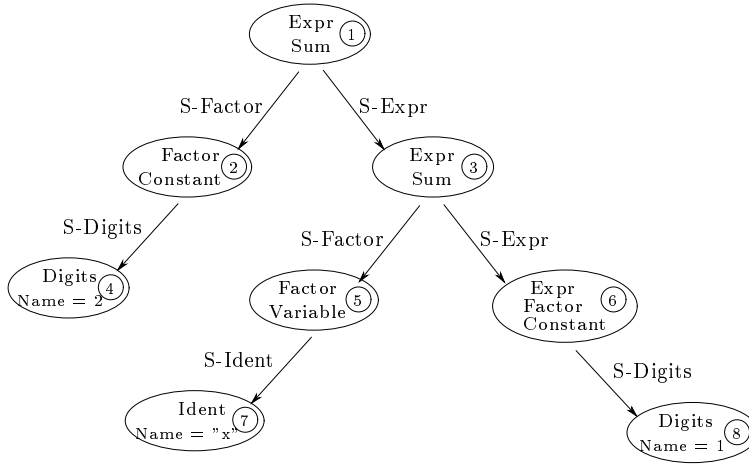 Expr
Sum
1
S-Factor
S-Expr
Factor
Constant
2
Expr
Sum
3
S-Digits
S-Factor
S-Expr
Digits
Name = 2
4
Factor
Variable
5
Expr
Factor
Constant
6
S-Ident
S-Digits
Ident
Name = "x"
7
Digits
Name = 1
8